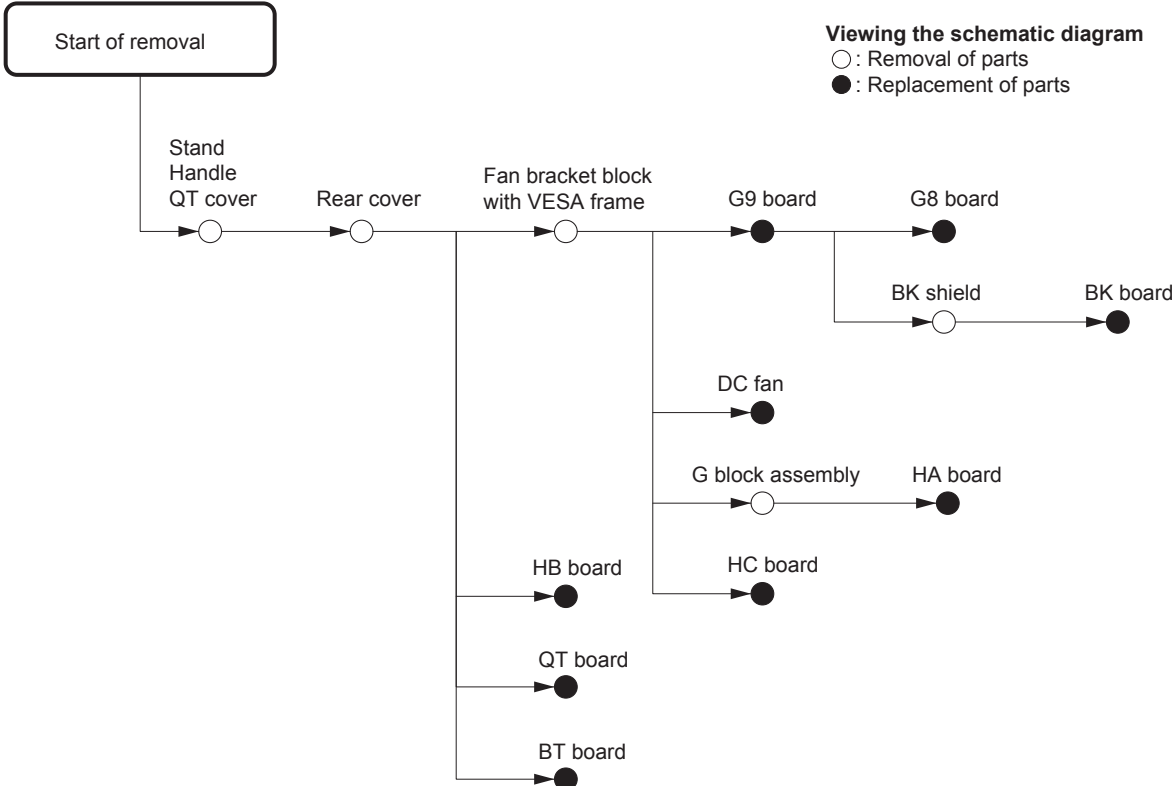 Start of removal
Viewing the schematic diagram
○ : Removal of parts
● : Replacement of parts
Stand
Handle
QT cover
Rear cover
Fan bracket block
with VESA frame
G9 board
G8 board
BK shield
BK board
DC fan
G block assembly
HA board
HB board
HC board
QT board
BT board